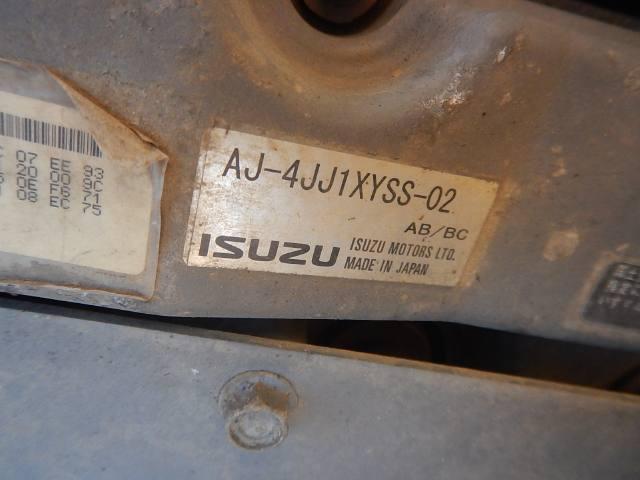 07 EE 93
20 00 9C
0E F6 71
08 EC 75
AJ-4JJ1XYSS-02
AB/BC
ISUZU
ISUZU MOTORS LTD.
MADE IN JAPAN